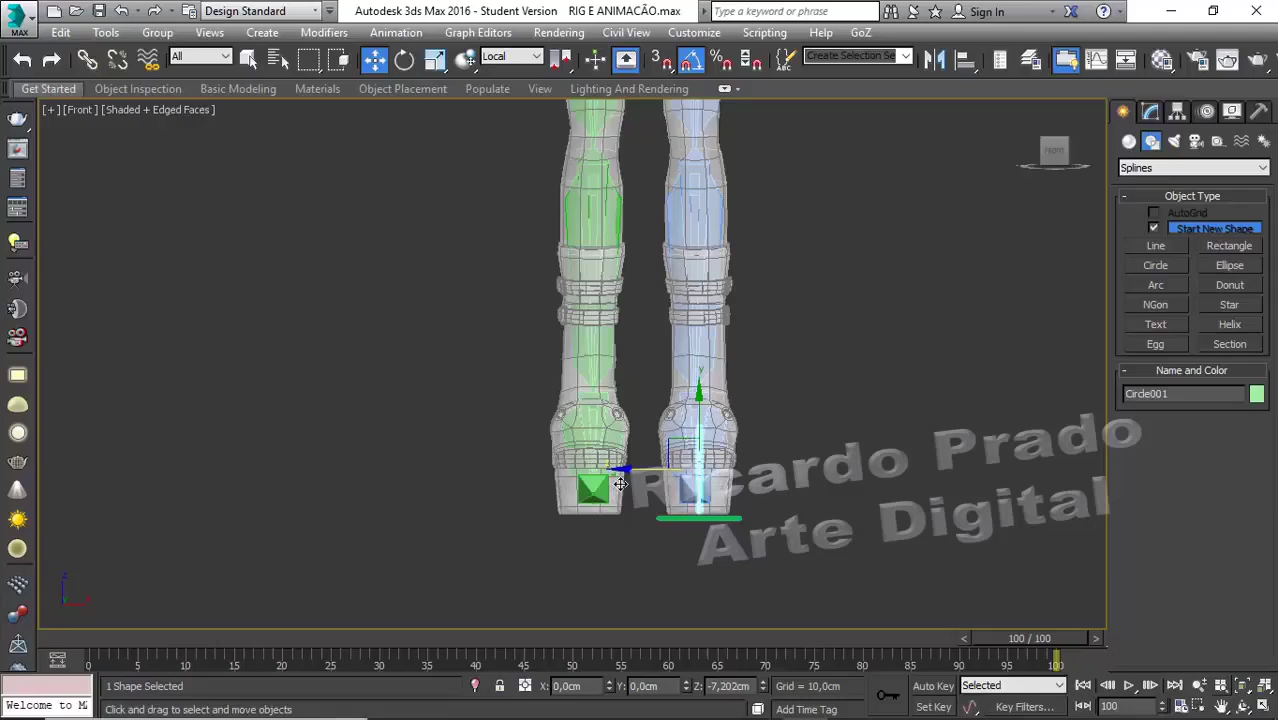 Design Standard
Autodesk 3ds Max 2016 - Student Version RIG E ANIMACÃO.max
Type a keyword or phrase
Sign In
MAX
Edit Tools Group Views Create Modifiers Animation Graph Editors Rendering Civil View Customize Scripting Help GoZ
All
Local
3
Create Selection Se
Get Started Object Inspection Basic Modeling Materials Object Placement Populate View Lighting And Rendering
[+] [Front] [Shaded + Edged Faces ]
FRONT
Splines
Object Type
AutoGrid
Start New Shape
Line Rectangle
Circle Ellipse
Arc Donut
NGon Star
Text Helix
Egg Section
Name and Color
Circle001
Y
Ricardo Prado
Arte Digital
Z
X
100 / 100
0 5 10 15 20 25 30 35 40 45 50 55 60 65 70 75 80 85 90 95 100
1 Shape Selected X: 0,0cm Y: 0,0cm Z: -7,202cm Grid = 10,0cm Auto Key Selected
Welcome to M Click and drag to select and move objects Add Time Tag Set Key Key Filters... 100